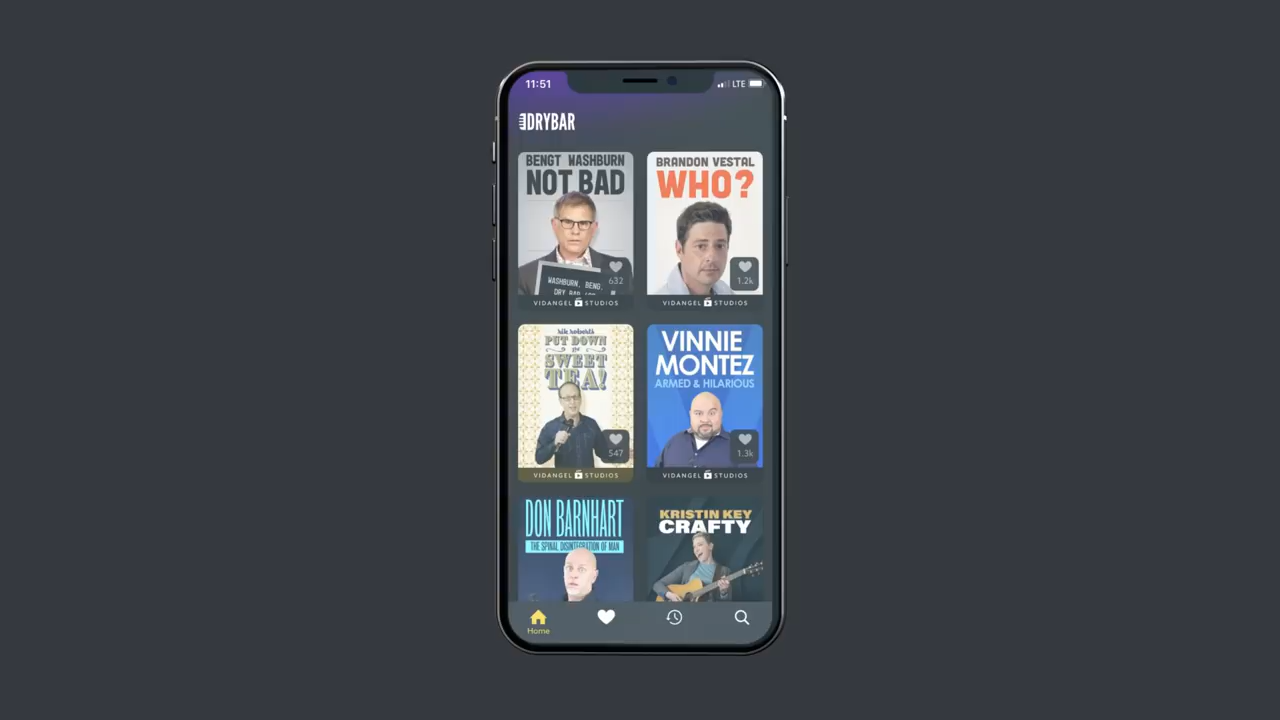 11:51
LTE
DRYBAR
BENGT WASHBURN
NOT BAD
WASHBURN, BENG.
632
VIDANGEL STUDIOS
BRANDON VESTAL
WHO?
1.2k
VIDANGEL STUDIOS
PUT DOWN
SWEET
TEA!
547
VIDANGEL STUDIOS
VINNIE
MONTEZ
ARMED & HILARIOUS
1.3k
VIDANGEL STUDIOS
DON BARNHART
THE SPINAL DISINTEGRATION OF MAN
KRISTIN KEY
CRAFTY
Home